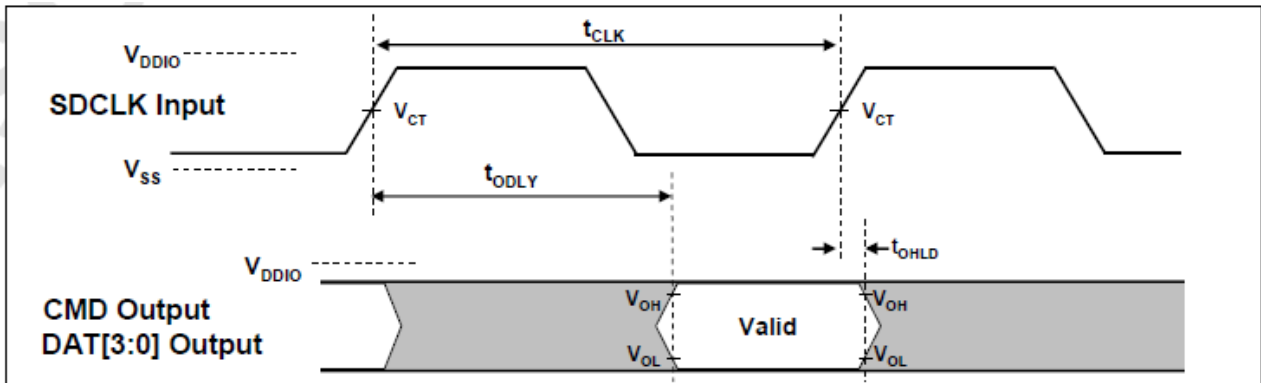 tCLK
VDDIO
SDCLK Input
VCT
VCT
VSS
tODLY
tOHLD
VDDIO
CMD Output
DAT[3:0] Output
VOH
Valid
VOH
VOL
VOL